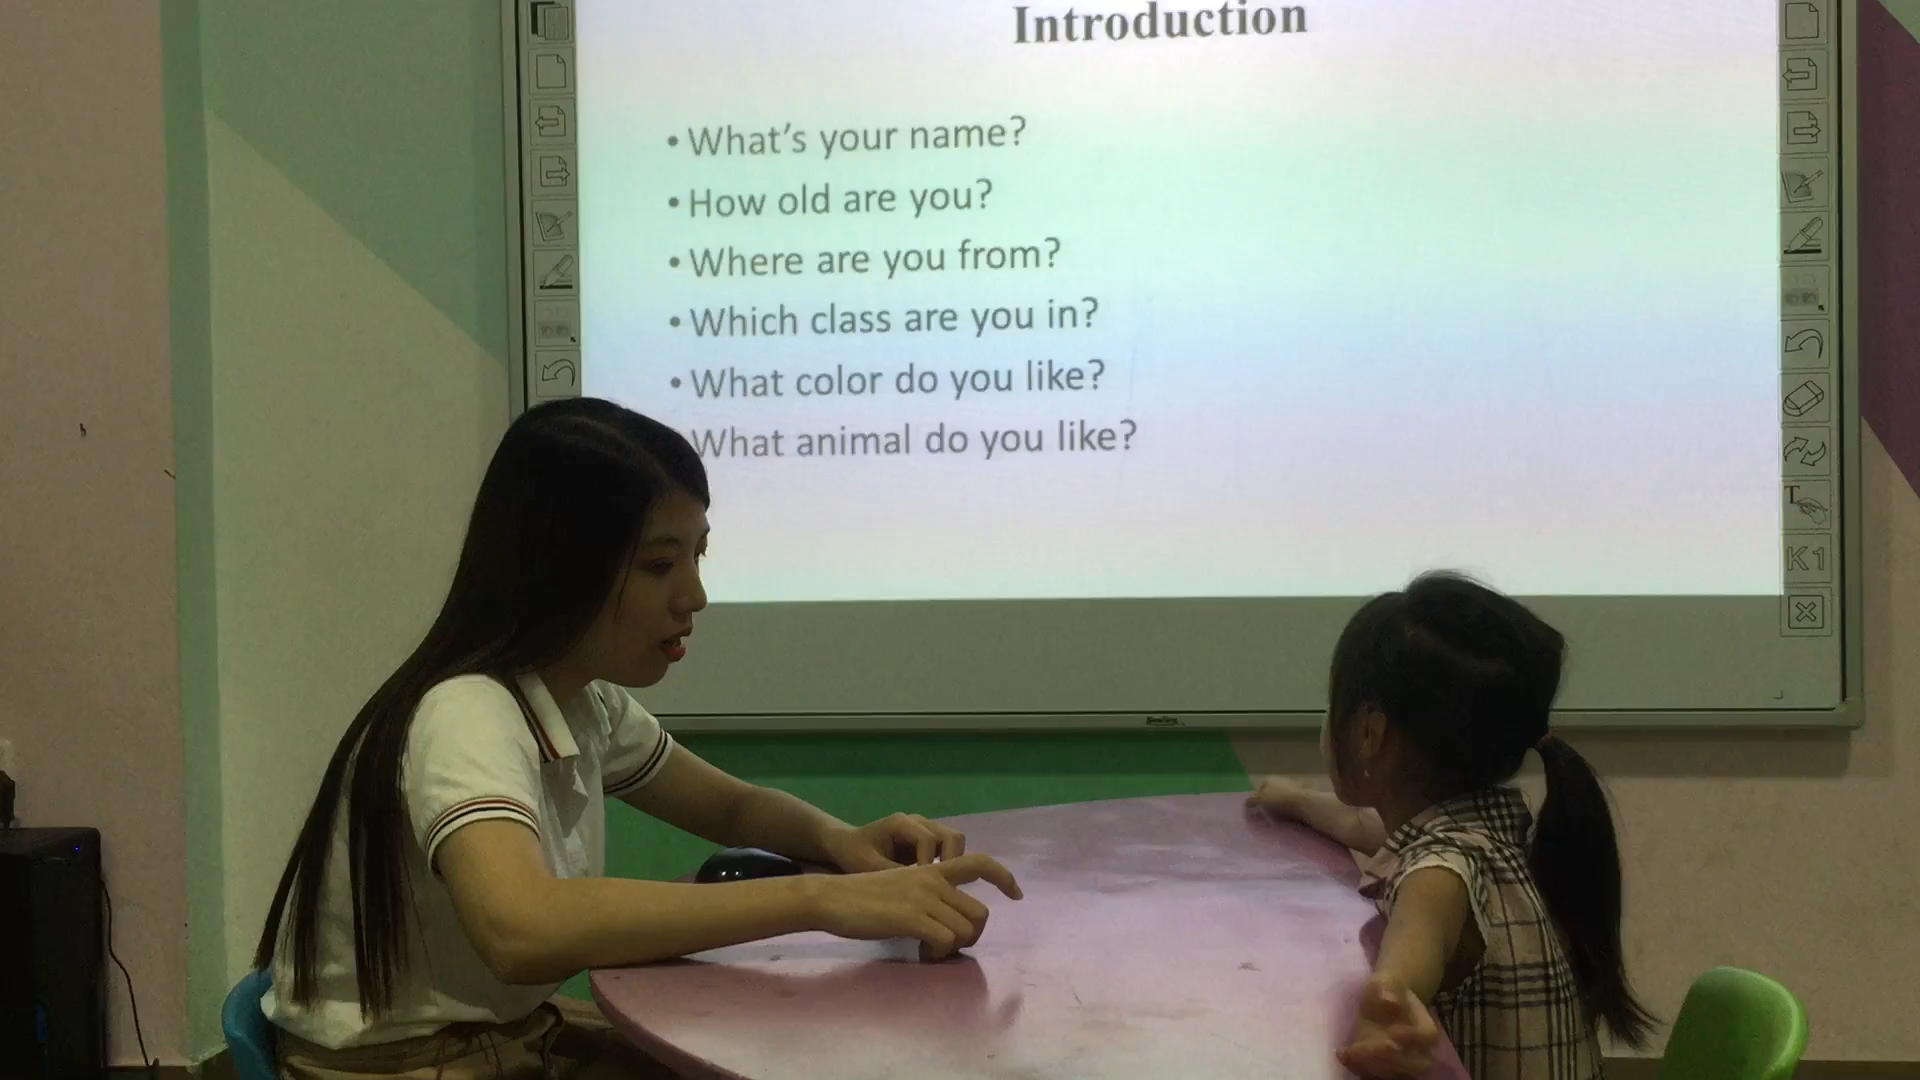 Introduction
• What's your name?
• How old are you?
• Where are you from?
• Which class are you in?
• What color do you like?
What animal do you like?
T
K1